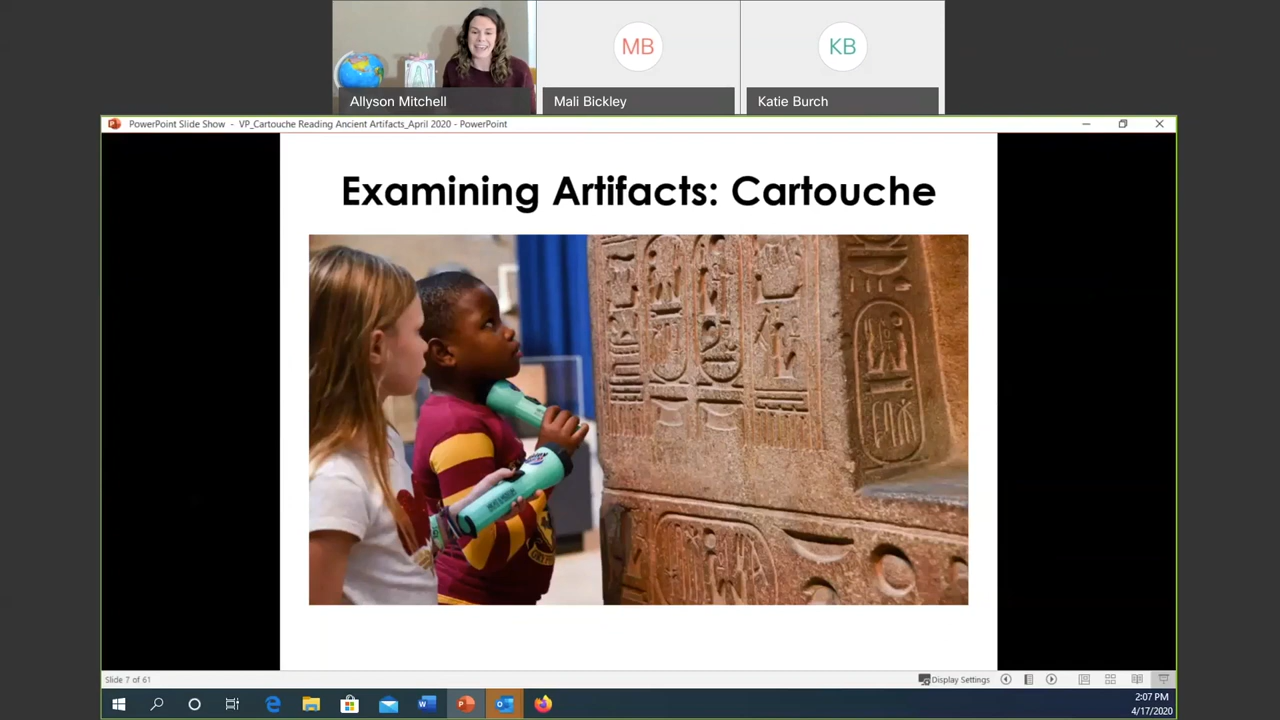 MB
KB
Allyson Mitchell
Mali Bickley
Katie Burch
PowerPoint Slide Show - VP_Cartouche Reading Ancient Artifacts_April 2020 - PowerPoint
Examining Artifacts: Cartouche
Slide 7 of 61
Display Settings
2:07 PM
4/17/2020